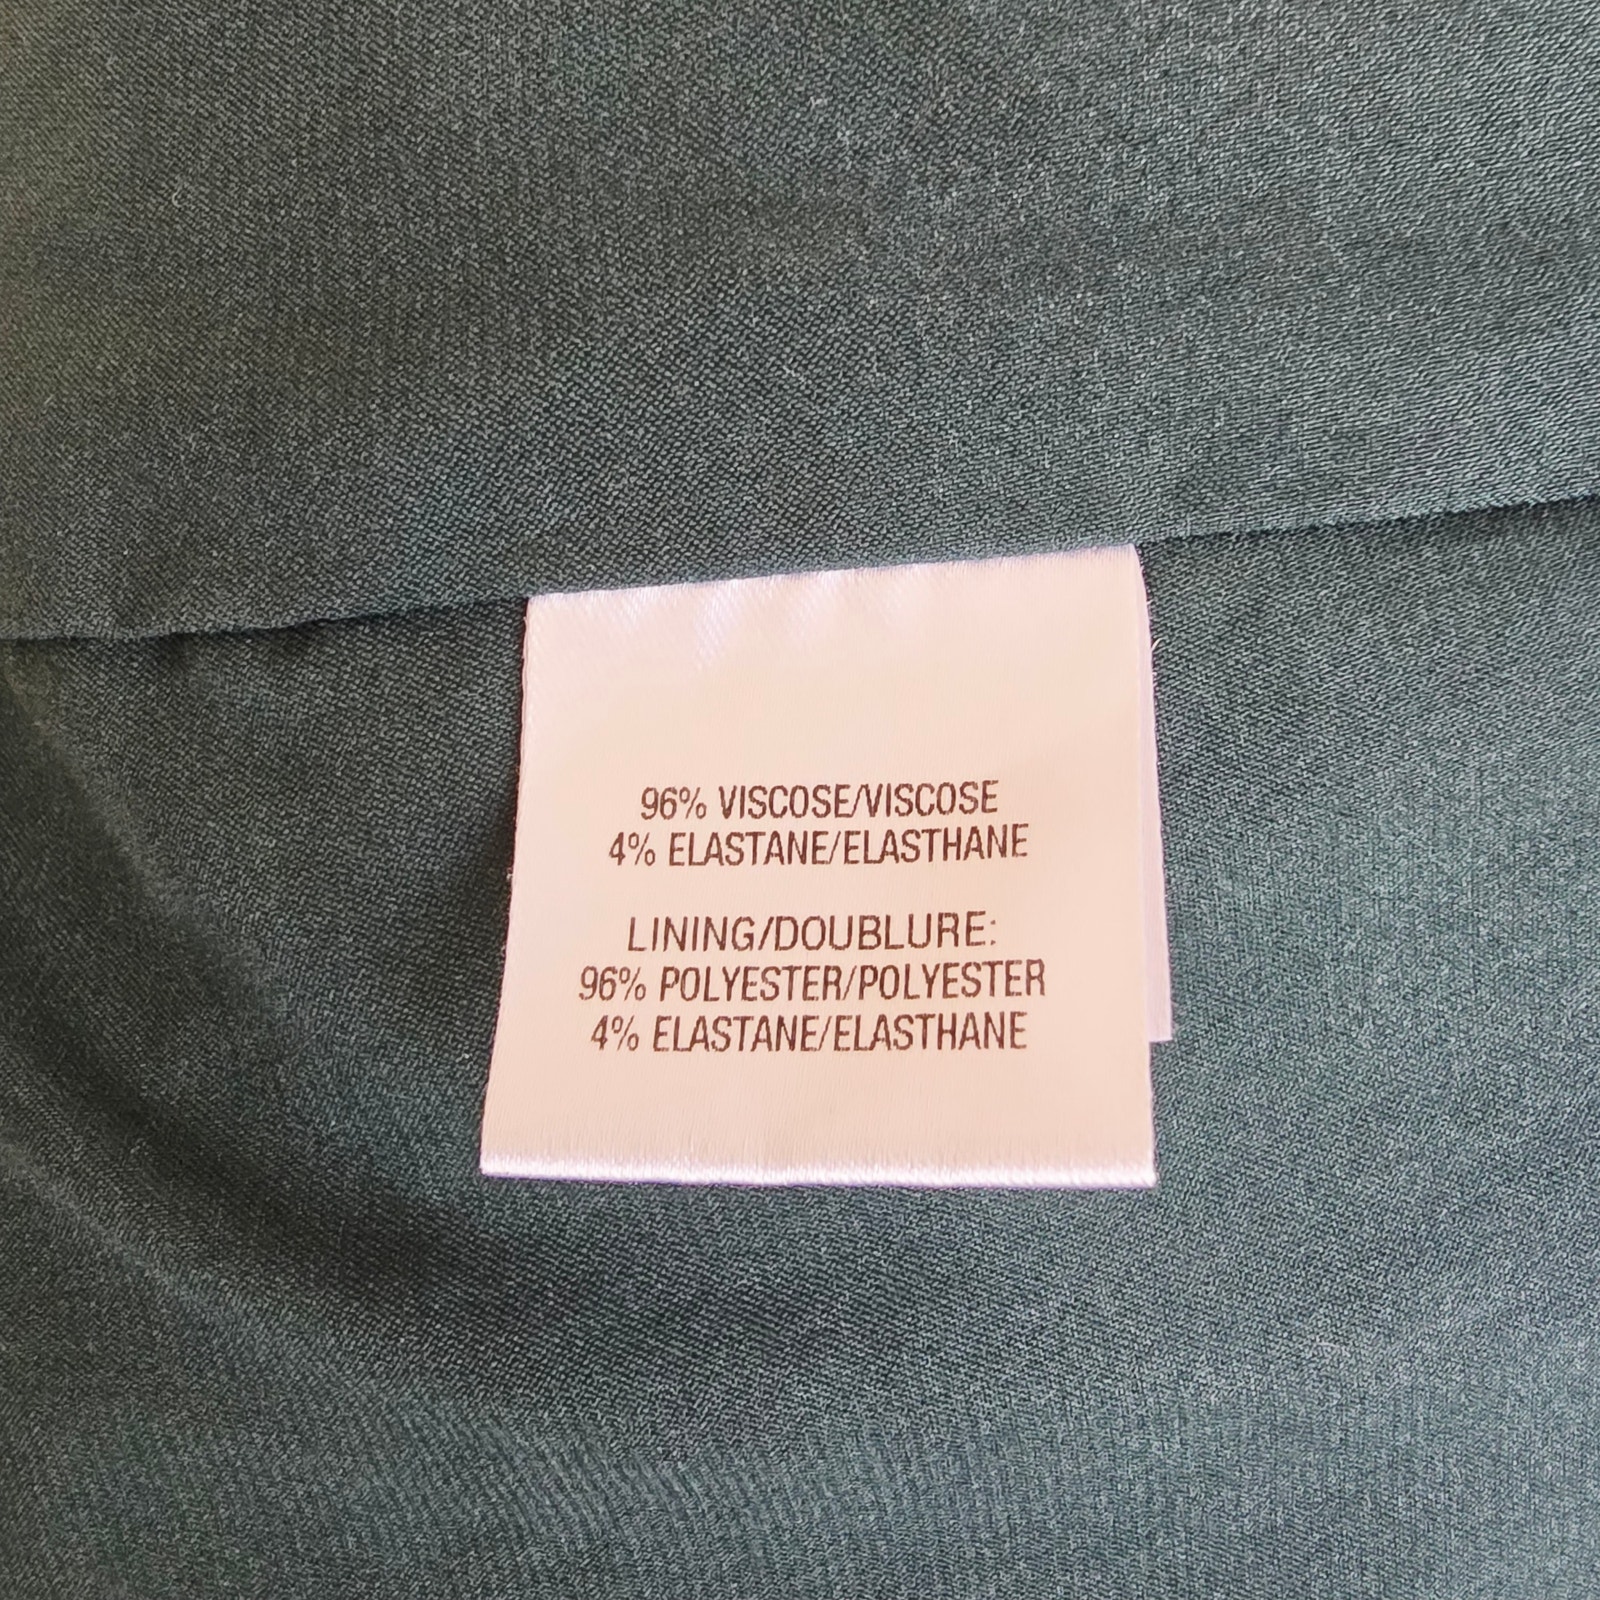 96% VISCOSE/VISCOSE
4% ELASTANE/ELASTHANE
LINING/DOUBLURE:
96% POLYESTER/POLYESTER
4% ELASTANE/ELASTHANE